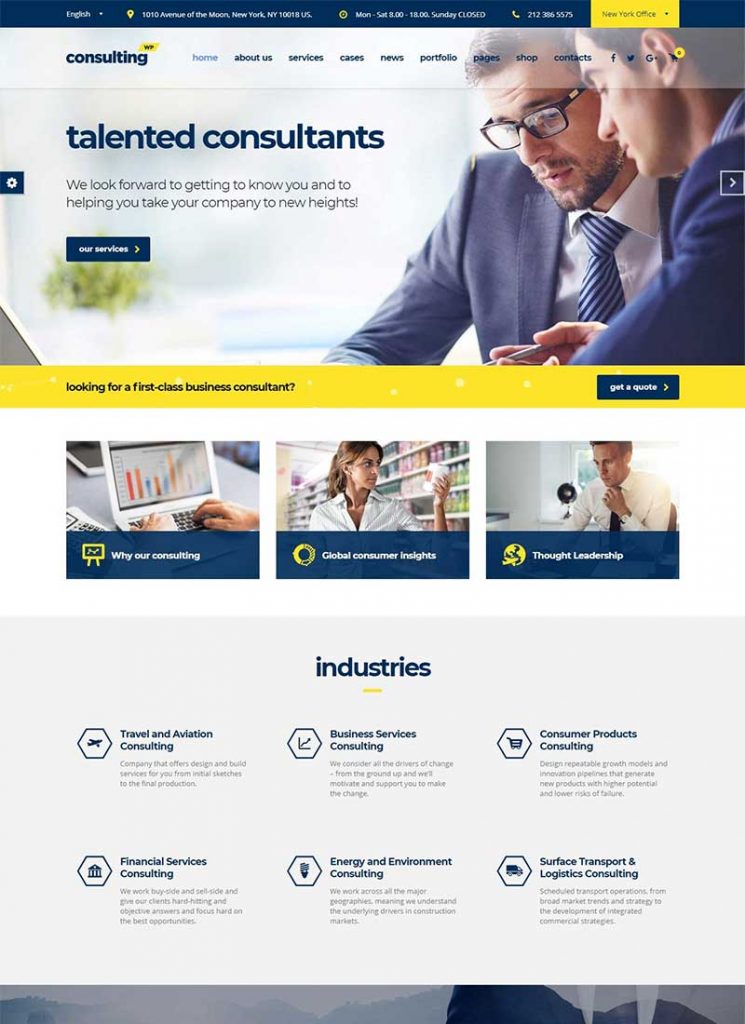 English
1010 Avenue of the Moon, New York, NY 10018 US.
Mon - Sat 8.00 - 18.00. Sunday CLOSED
212 386 5575
New York Office
consulting WP
home about us services cases news portfolio pages shop contacts
0
talented consultants
We look forward to getting to know you and to
helping you take your company to new heights!
our services
looking for a first-class business consultant?
get a quote
Why our consulting
Global consumer insights
Thought Leadership
industries
Travel and Aviation
Consulting
Company that offers design and build
services for you from initial sketches
to the final production.
Business Services
Consulting
We consider all the drivers of change
– from the ground up and we'll
motivate and support you to make
the change.
Consumer Products
Consulting
Design repeatable growth models and
innovation pipelines that generate
new products with higher potential
and lower risks of failure.
Financial Services
Consulting
We work buy-side and sell-side and
give our clients hard-hitting and
objective answers and focus hard on
the best opportunities.
Energy and Environment
Consulting
We work across all the major
geographies, meaning we understand
the underlying drivers in construction
markets.
Surface Transport &
Logistics Consulting
Scheduled transport operations, from
broad market trends and strategy to
the development of integrated
commercial strategies.